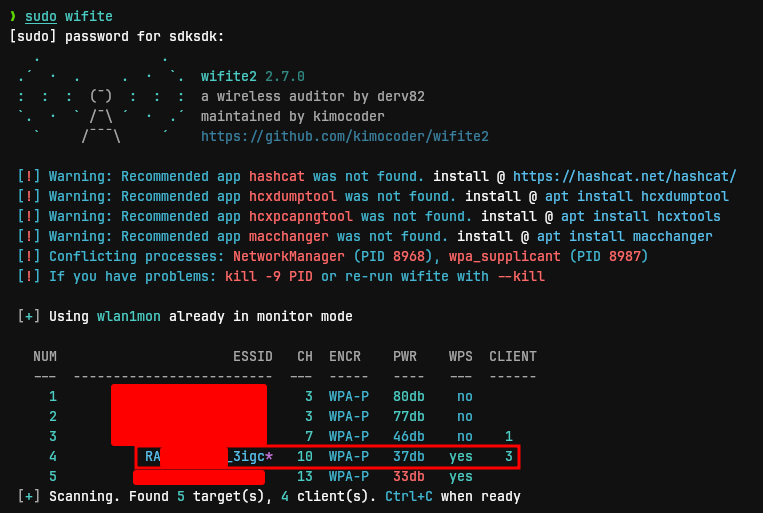 ❱ sudo wifite
[sudo] password for sdksdk:
wifite2 2.7.0
a wireless auditor by derv82
maintained by kimocoder
https://github.com/kimocoder/wifite2
[!] Warning: Recommended app hashcat was not found. install @ https://hashcat.net/hashcat/
[!] Warning: Recommended app hcxdumptool was not found. install @ apt install hcxdumptool
[!] Warning: Recommended app hcxpcapngtool was not found. install @ apt install hcxtools
[!] Warning: Recommended app macchanger was not found. install @ apt install macchanger
[!] Conflicting processes: NetworkManager (PID 8968), wpa_supplicant (PID 8987)
[!] If you have problems: kill -9 PID or re-run wifite with --kill
[+] Using wlan1mon already in monitor mode
NUM ESSID CH ENCR PWR WPS CLIENT
--- ------------------------- --- ----- ---- --- ------
1 3 WPA-P 80db no
2 3 WPA-P 77db no
3 7 WPA-P 46db no 1
4 RA _3igc* 10 WPA-P 37db yes 3
5 13 WPA-P 33db yes
[+] Scanning. Found 5 target(s), 4 client(s). Ctrl+C when ready